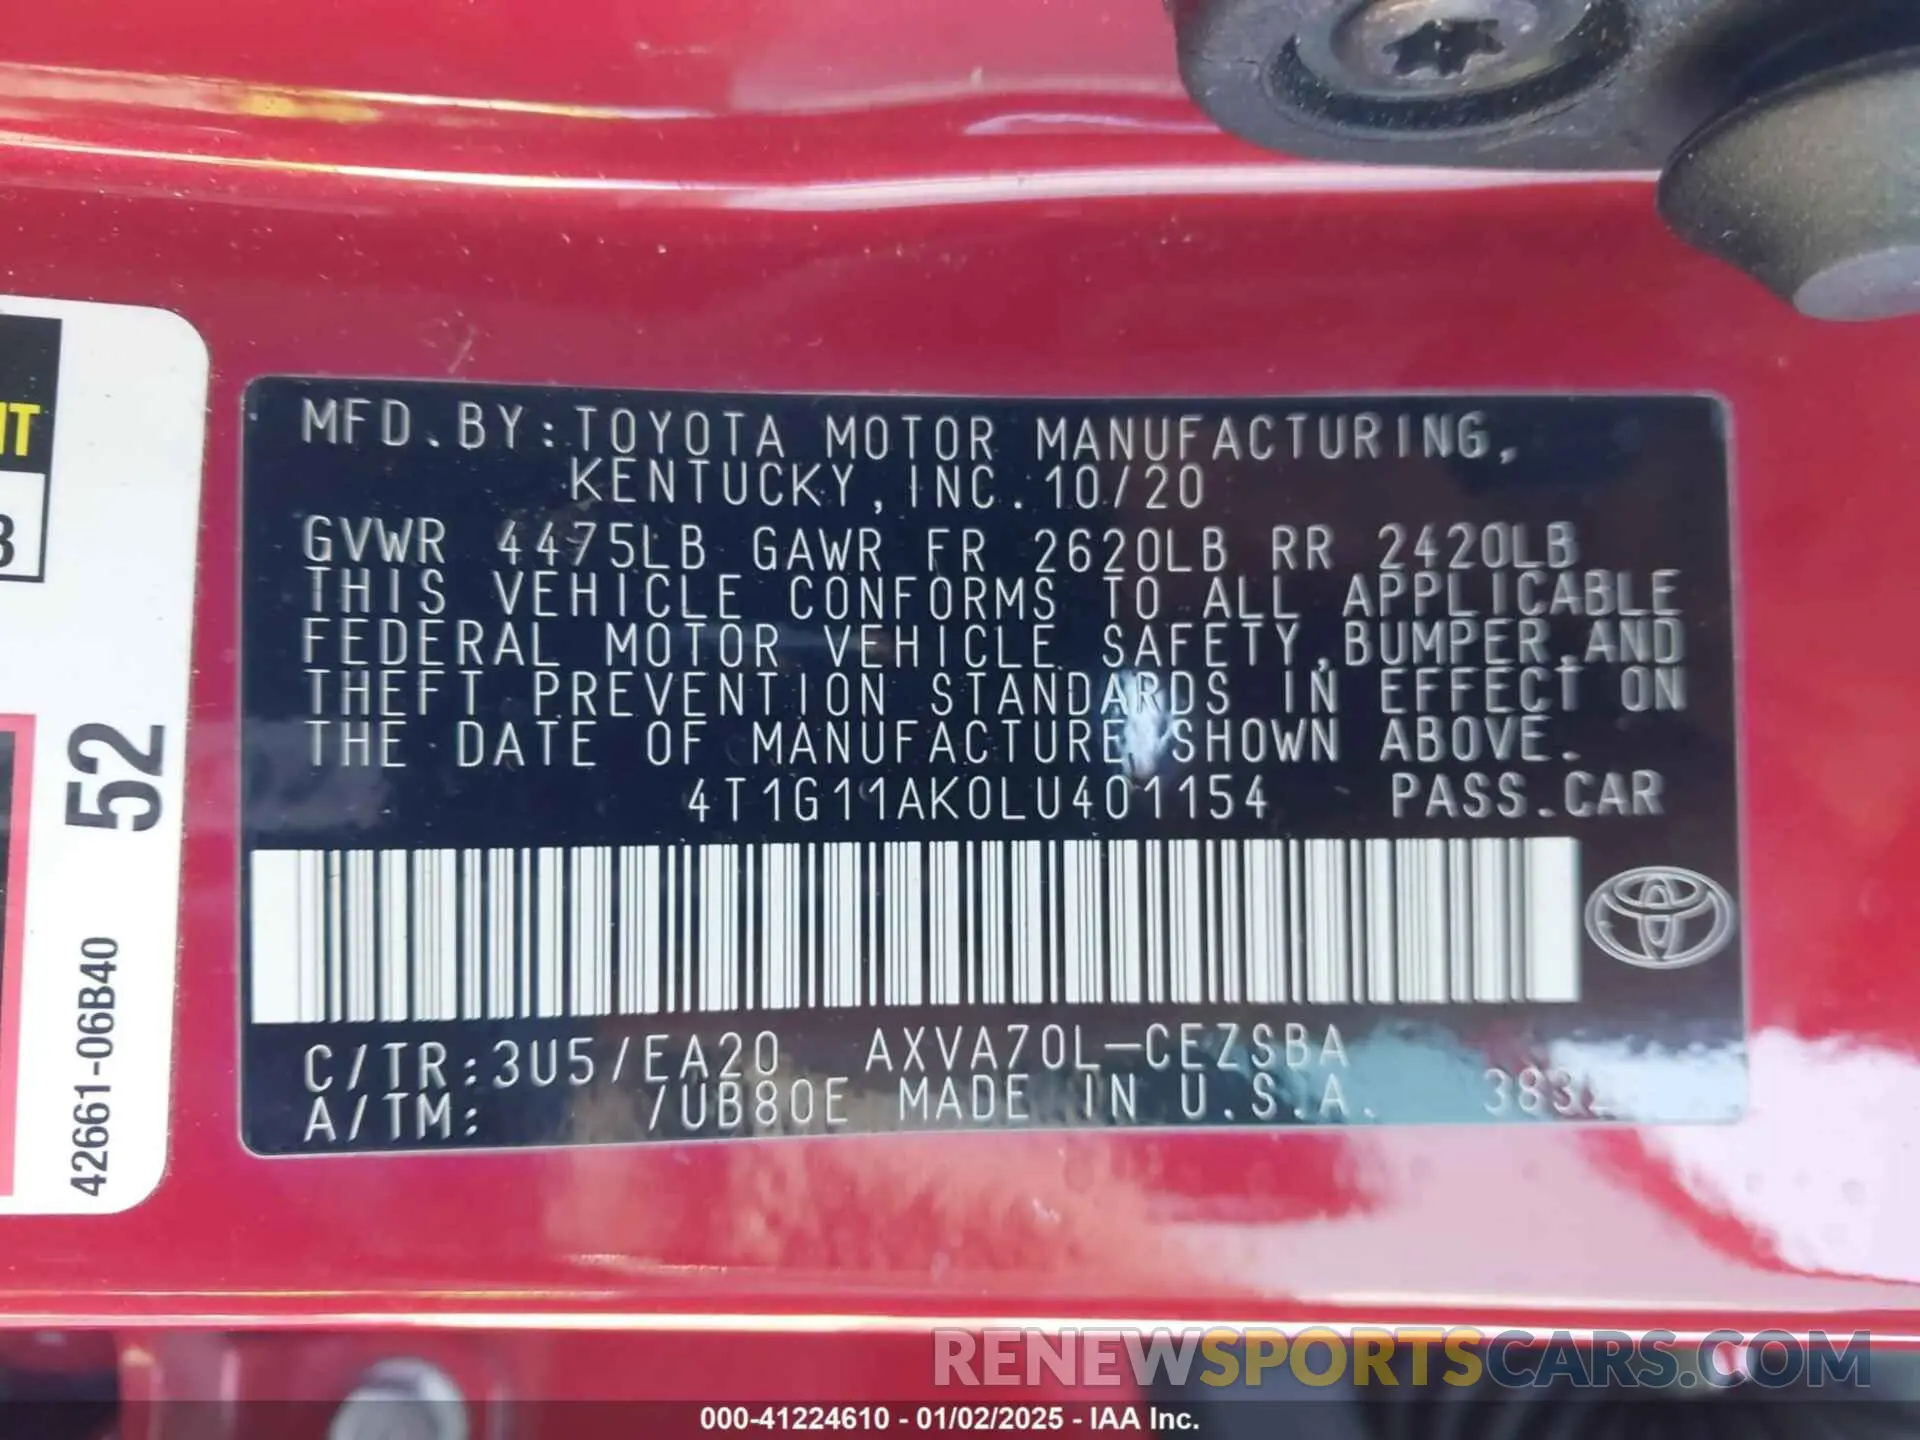 MFD.BY:TOYOTA MOTOR MANUFACTURING,
KENTUCKY,INC.10/20
GVWR 4475LB GAWR FR 2620LB RR 2420LB
THIS VEHICLE CONFORMS TO ALL APPLICABLE
FEDERAL MOTOR VEHICLE SAFETY,BUMPER,AND
THEFT PREVENTION STANDARDS IN EFFECT ON
THE DATE OF MANUFACTURE SHOWN ABOVE.
4T1G11AK0LU401154 PASS.CAR
C/TR:3U5/EA20 AXVA70L-CEZSBA
A/TM: /UB80E MADE IN U.S.A.
52
42661-06B40
RENEWSPORTSCARS.COM
000-41224610 - 01/02/2025 - IAA Inc.